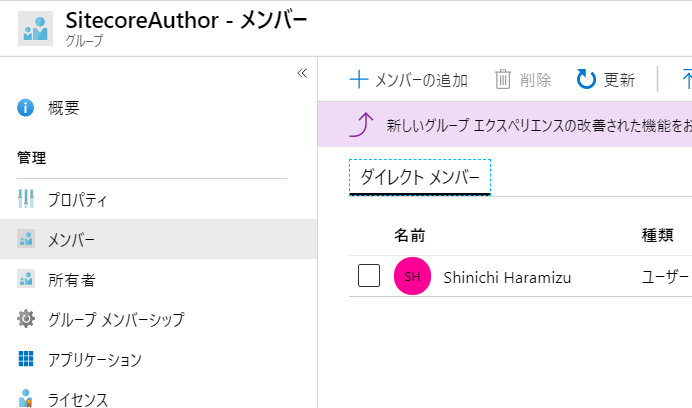 SitecoreAuthor - メンバー
グループ
«
概要
管理
プロパティ
メンバー
所有者
グループ メンバーシップ
アプリケーション
ライセンス
メンバーの追加
削除
更新
新しいグループ エクスペリエンスの改善された機能をお
ダイレクト メンバー
名前 種類
SH Shinichi Haramizu ユーザー